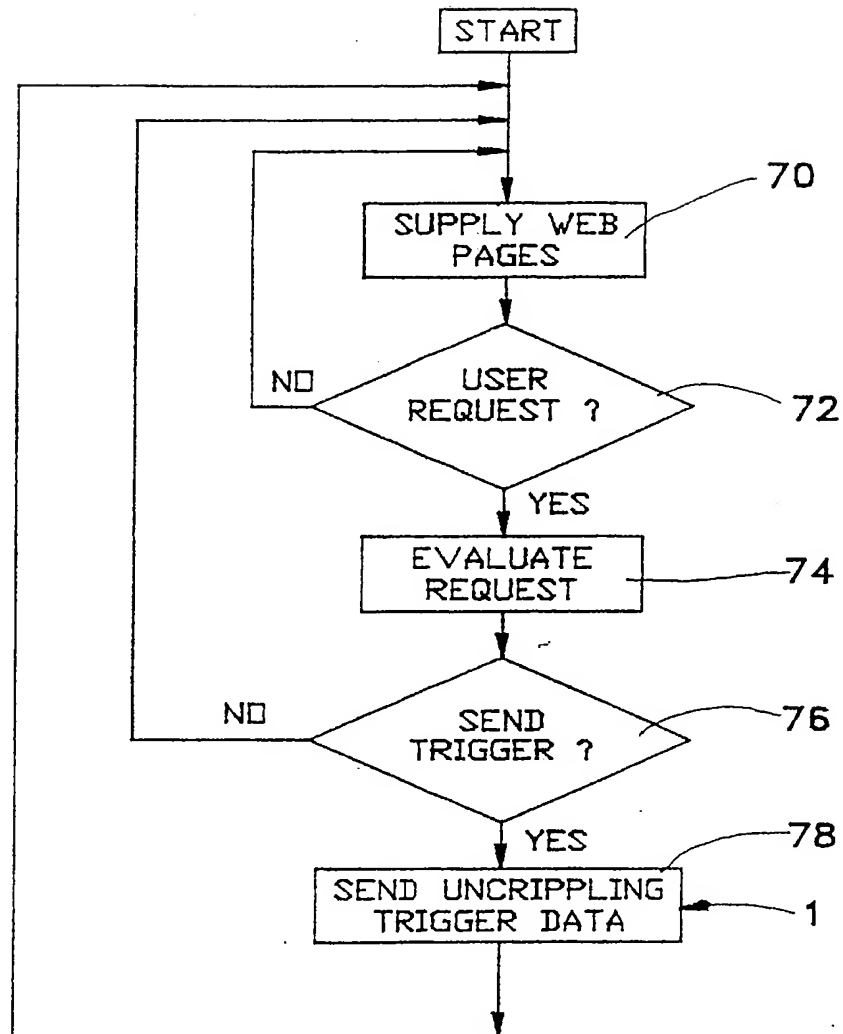 START
70
SUPPLY WEB
PAGES
NO
USER
REQUEST ?
72
YES
EVALUATE
REQUEST
74
NO
SEND
TRIGGER ?
76
YES
78
SEND UNCRIPPLING
TRIGGER DATA
1